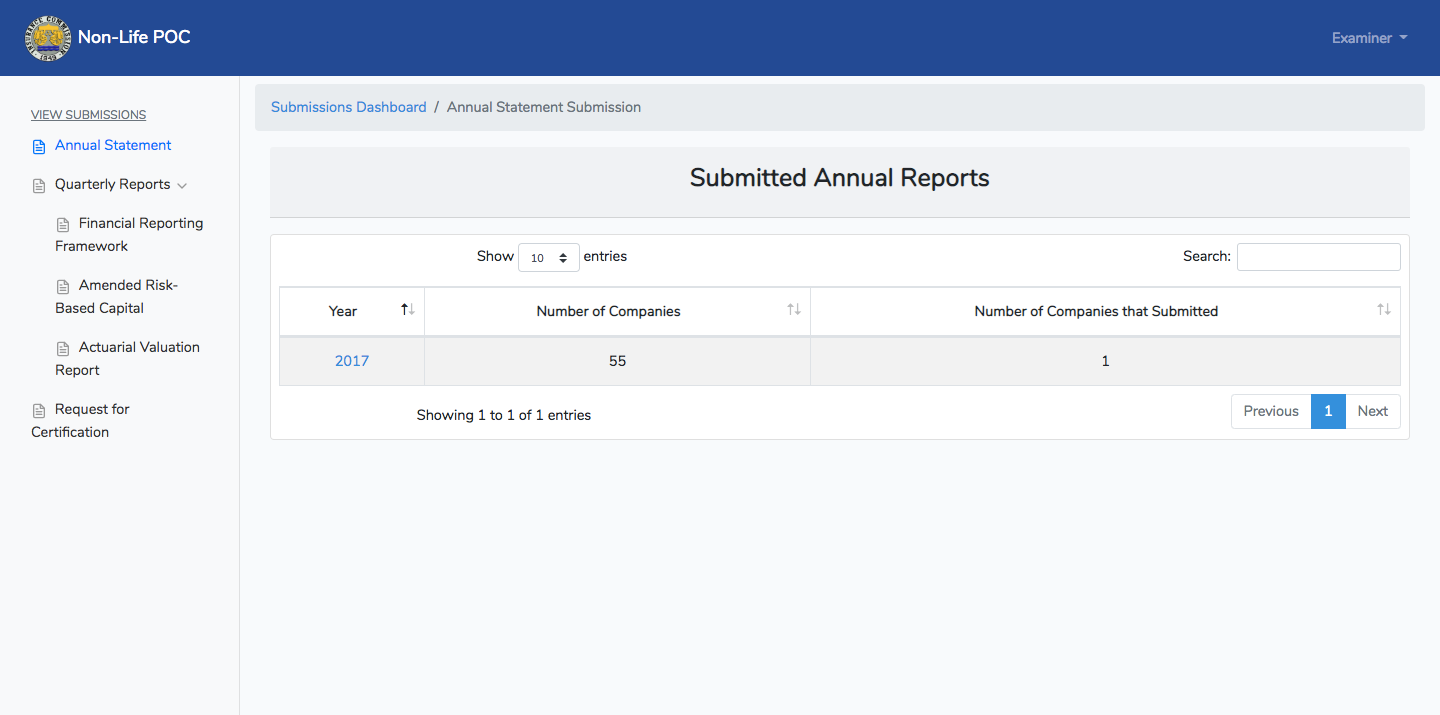 INSURANCE COMMISSION
1949
Non-Life POC
Examiner
VIEW SUBMISSIONS
Annual Statement
Quarterly Reports
Financial Reporting
Framework
Amended Risk-
Based Capital
Actuarial Valuation
Report
Request for
Certification
Submissions Dashboard / Annual Statement Submission
Submitted Annual Reports
Show 10 entries
Search:
Year Number of Companies Number of Companies that Submitted
2017 55 1
Showing 1 to 1 of 1 entries
Previous 1 Next